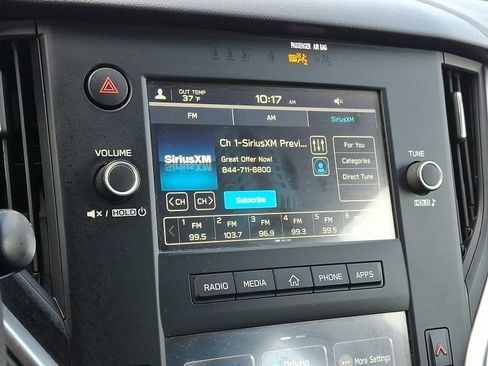 PASSENGER AIR BAG
OUT TEMP
37 °F
10:17 AM
FM AM SiriusXM
Ch 1-SiriusXM Previ...
Great Offer Now!
844-711-8800
SiriusXM
For You
Categories
Direct Tune
< CH CH >
Subscribe
1 FM 2 FM 3 FM 4 FM 5 FM 6
99.5 103.7 96.9 99.3 99.5
VOLUME
HOLD
TUNE
HOLD
RADIO MEDIA PHONE APPS
Driving
More Settings